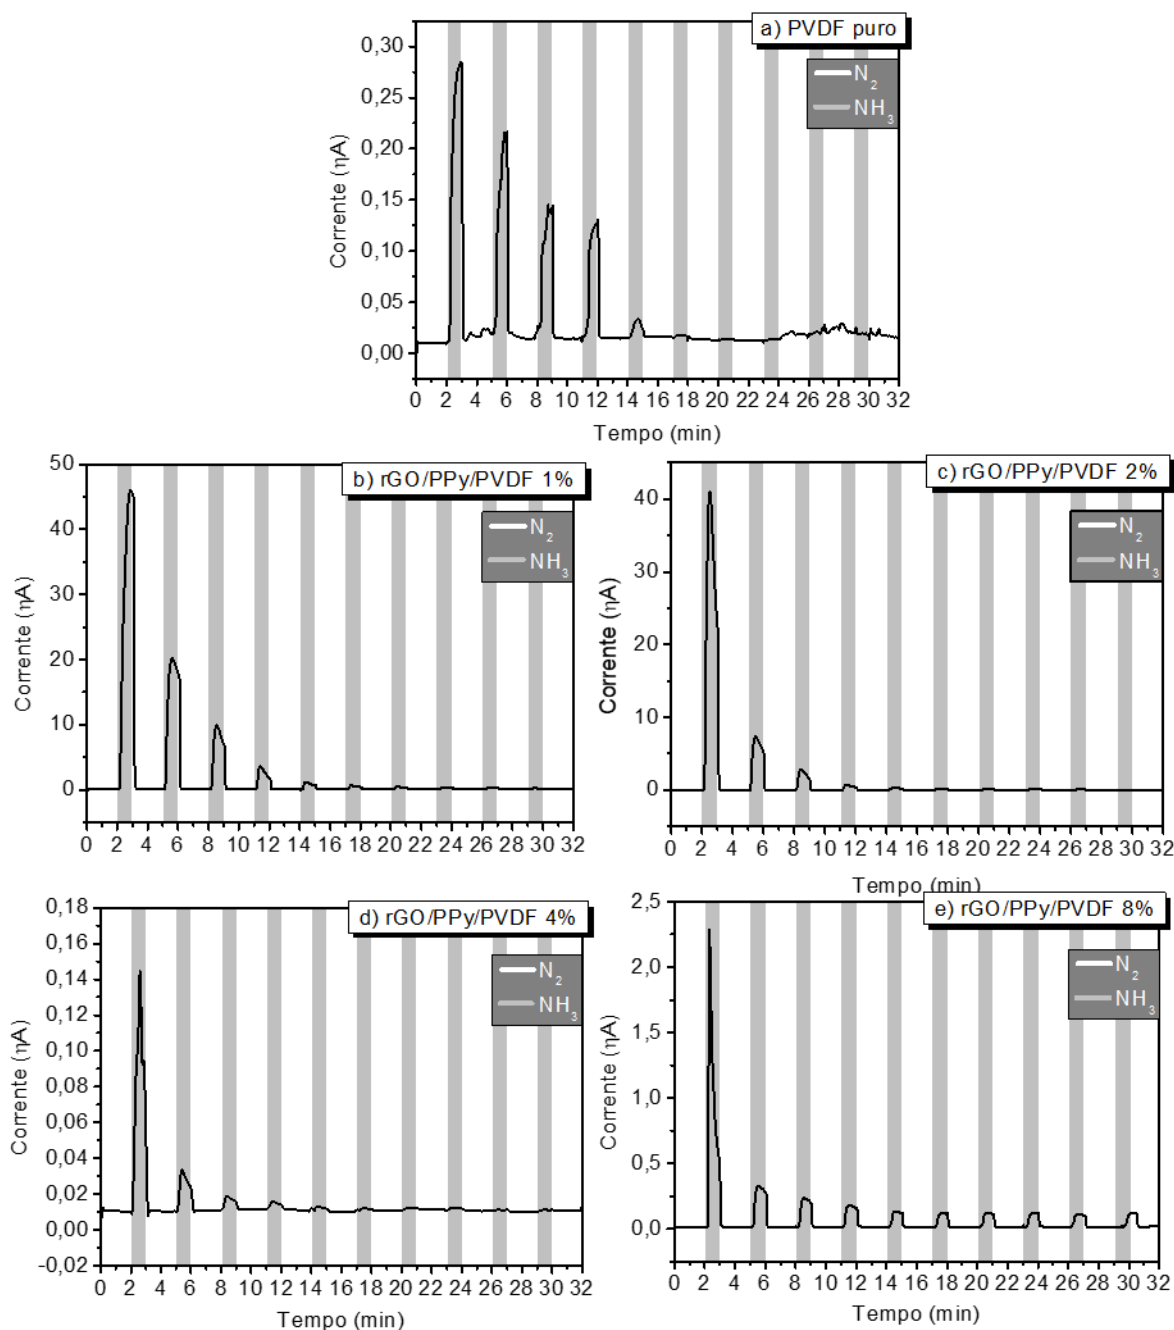 a) PVDF puro
N2
NH3
Corrente (ηA)
0,30
0,25
0,20
0,15
0,10
0,05
0,00
0 2 4 6 8 10 12 14 16 18 20 22 24 26 28 30 32
Tempo (min)
b) rGO/PPy/PVDF 1%
N2
NH3
Corrente (ηA)
50
40
30
20
10
0
0 2 4 6 8 10 12 14 16 18 20 22 24 26 28 30 32
c) rGO/PPy/PVDF 2%
N2
NH3
Corrente (ηA)
40
30
20
10
0
0 2 4 6 8 10 12 14 16 18 20 22 24 26 28 30 32
Tempo (min)
d) rGO/PPy/PVDF 4%
N2
NH3
Corrente (ηA)
0,18
0,16
0,14
0,12
0,10
0,08
0,06
0,04
0,02
0,00
-0,02
0 2 4 6 8 10 12 14 16 18 20 22 24 26 28 30 32
Tempo (min)
e) rGO/PPy/PVDF 8%
N2
NH3
Corrente (ηA)
2,5
2,0
1,5
1,0
0,5
0,0
0 2 4 6 8 10 12 14 16 18 20 22 24 26 28 30 32
Tempo (min)